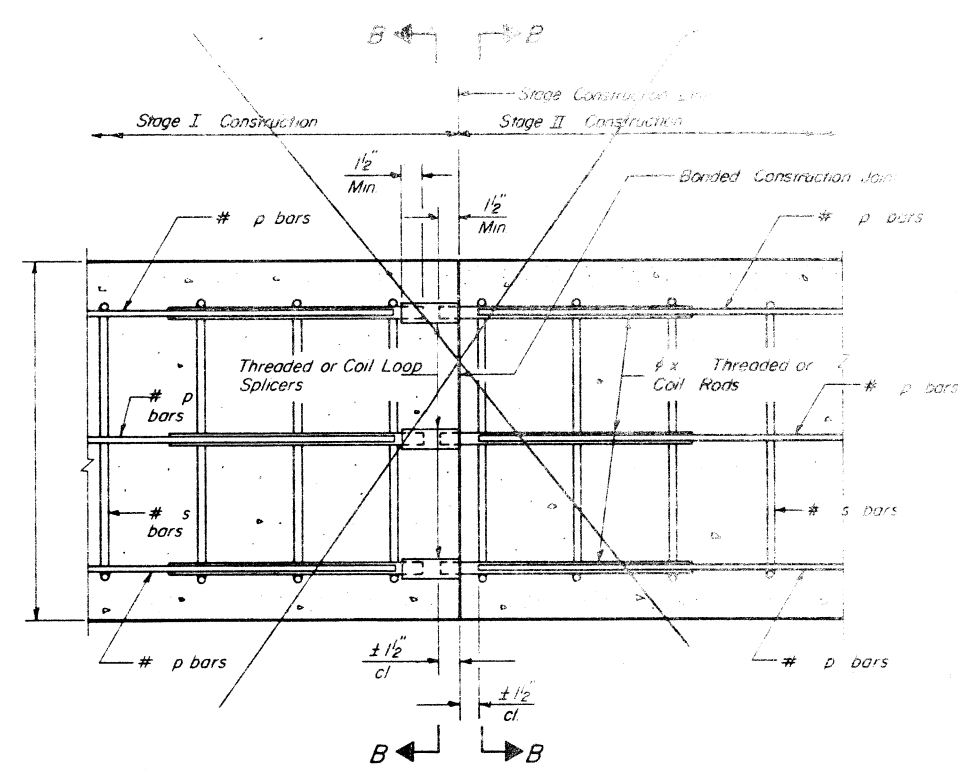 B B
Stage Construction Line
Stage I Construction
Stage II Construction
1½"
Min.
Bonded Construction Joint
1½"
Min
# p bars
# p bars
Threaded or Coil Loop
Splicers
ϕ x Threaded or
Coil Rods
# p
bars
# p bars
# s
bars
# s bars
# p bars
# p bars
± 1½"
cl
± 1½"
cl.
B B